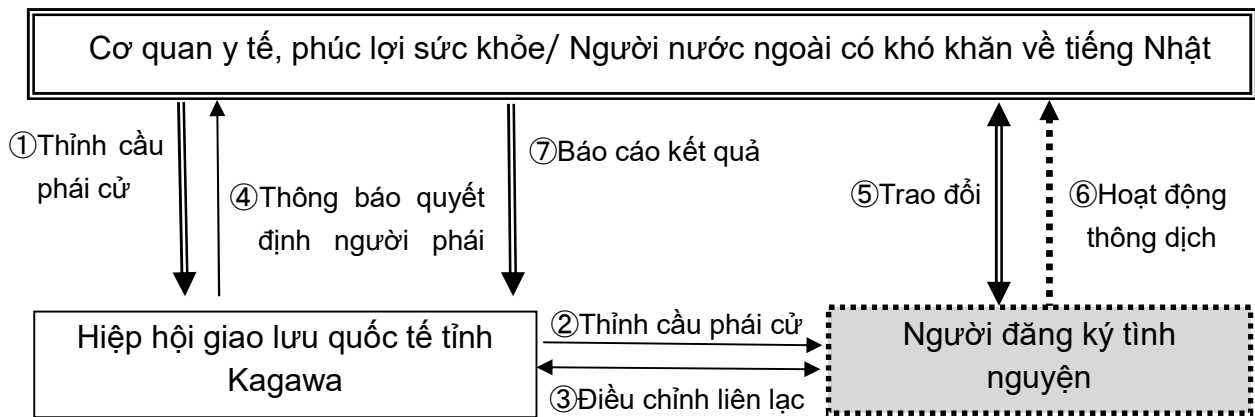 Cơ quan y tế, phúc lợi sức khỏe/ Người nước ngoài có khó khăn về tiếng Nhật
①Thỉnh cầu
phái cử
④Thông báo quyết
định người phái
⑦Báo cáo kết quả
⑤Trao đổi
⑥Hoạt động
thông dịch
Hiệp hội giao lưu quốc tế tỉnh
Kagawa
②Thỉnh cầu phái cử
③Điều chỉnh liên lạc
Người đăng ký tình
nguyện